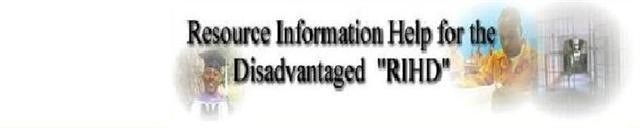 Resource Information Help for the
Disadvantaged "RIHD"